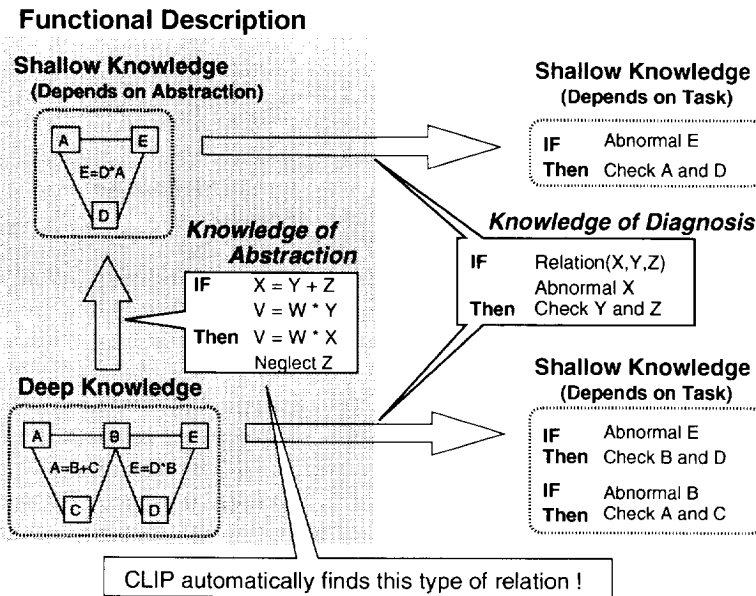 Functional Description
Shallow Knowledge
(Depends on Abstraction)
A
E
E=D*A
D
Shallow Knowledge
(Depends on Task)
IF Abnormal E
Then Check A and D
Knowledge of
Abstraction
IF X = Y + Z
V = W * Y
Then V = W * X
Neglect Z
Knowledge of Diagnosis
IF Relation(X,Y,Z)
Abnormal X
Then Check Y and Z
Deep Knowledge
A
B
E
A=B+C
E=D*B
C
D
Shallow Knowledge
(Depends on Task)
IF Abnormal E
Then Check B and D
IF Abnormal B
Then Check A and C
CLIP automatically finds this type of relation !